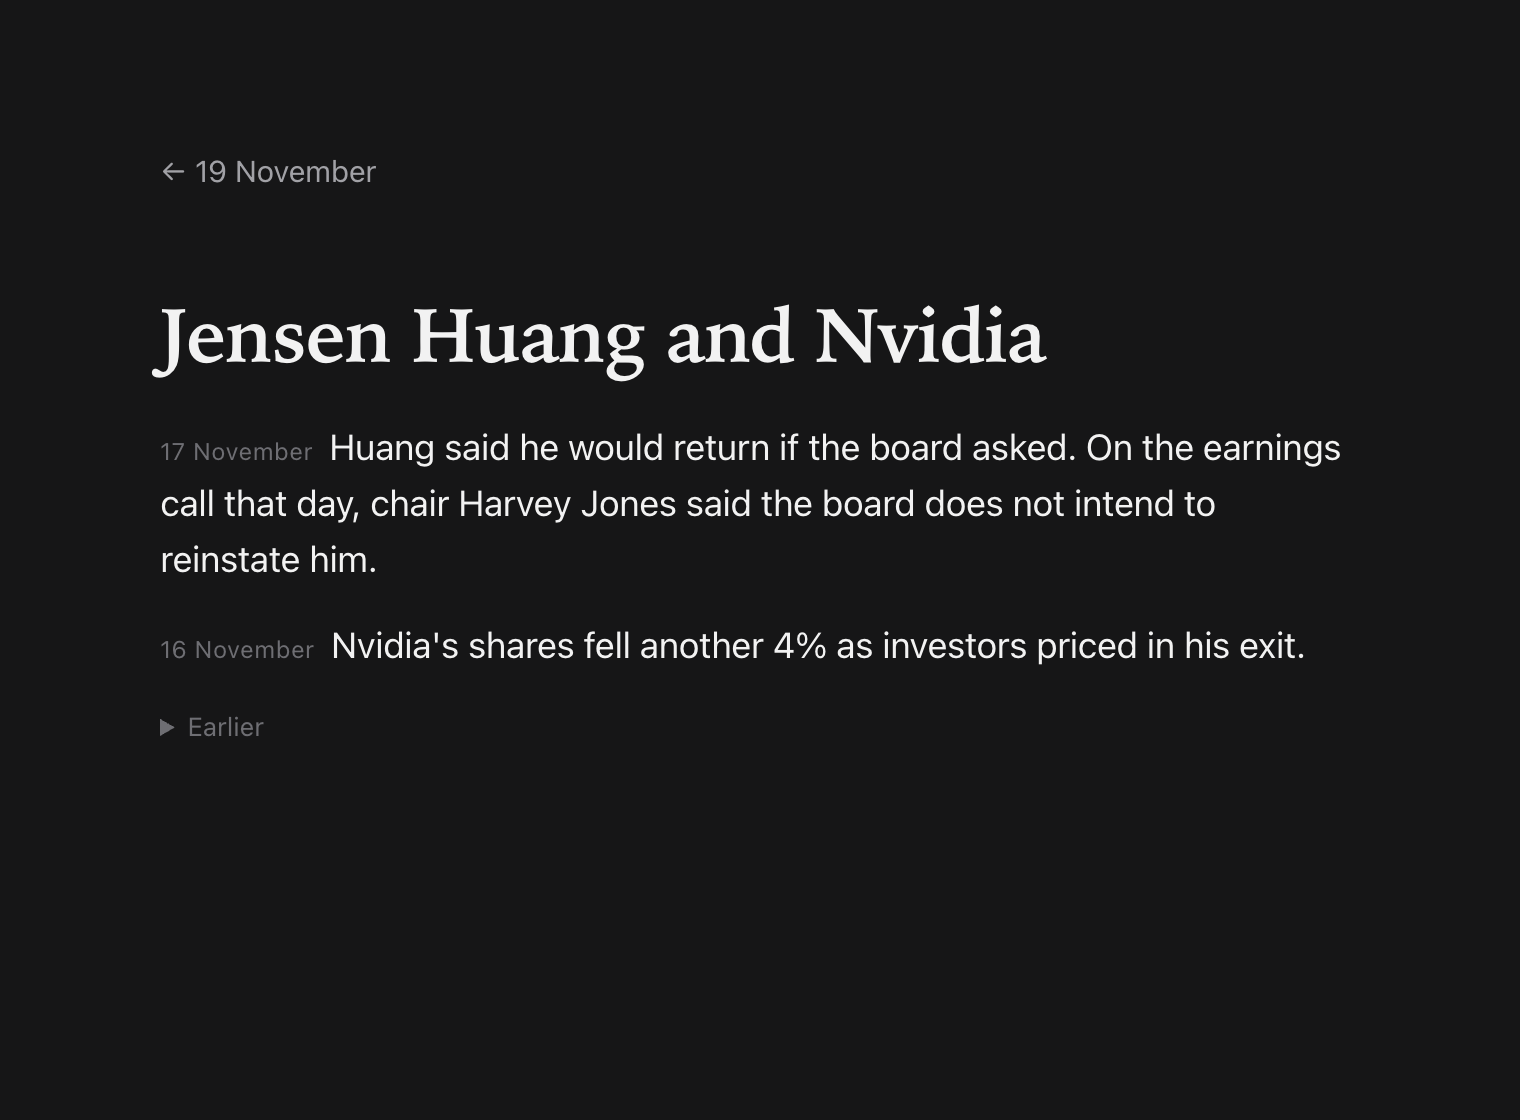 ← 19 November
Jensen Huang and Nvidia
17 November Huang said he would return if the board asked. On the earnings
call that day, chair Harvey Jones said the board does not intend to
reinstate him.
16 November Nvidia's shares fell another 4% as investors priced in his exit.
▶ Earlier